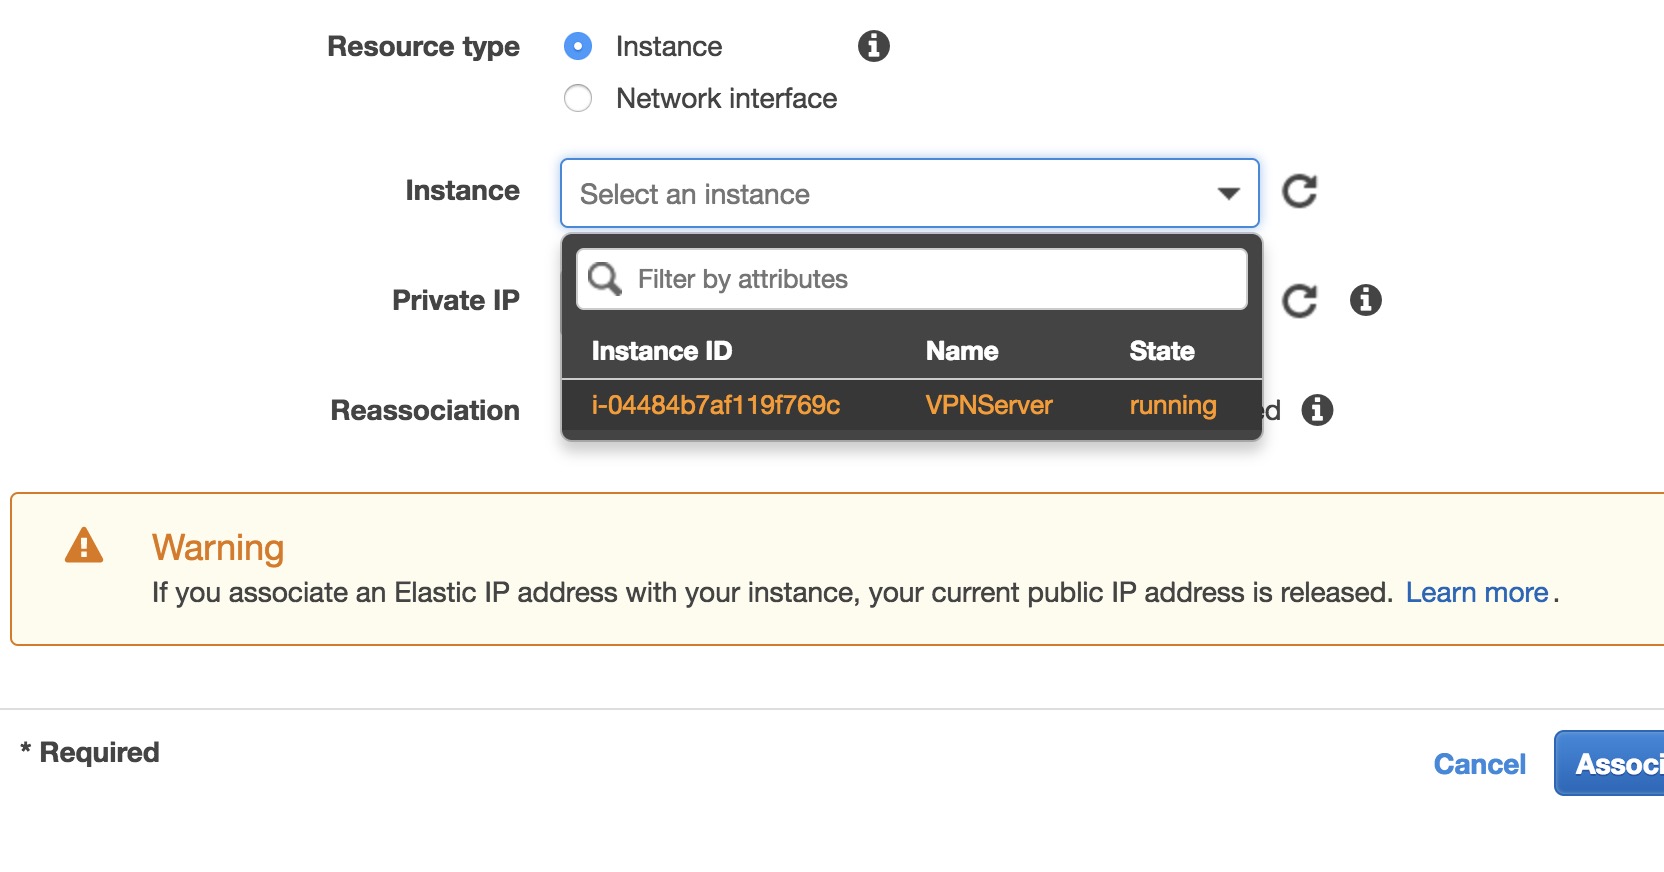 Resource type Instance
Network interface
Instance Select an instance
Filter by attributes
Private IP
Instance ID Name State
i-04484b7af119f769c VPNServer running
Reassociation
Warning
If you associate an Elastic IP address with your instance, your current public IP address is released. Learn more.
* Required
Cancel Associ